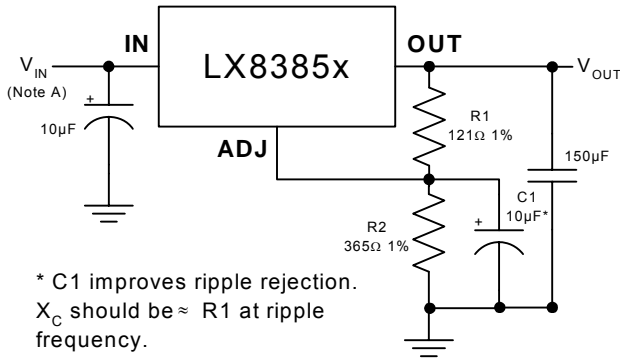 IN
OUT
LX8385x
V_IN
(Note A)
V_OUT
+
10µF
ADJ
R1
121Ω 1%
150µF
C1
10µF*
+
R2
365Ω 1%
* C1 improves ripple rejection.
X_C should be ≈ R1 at ripple
frequency.